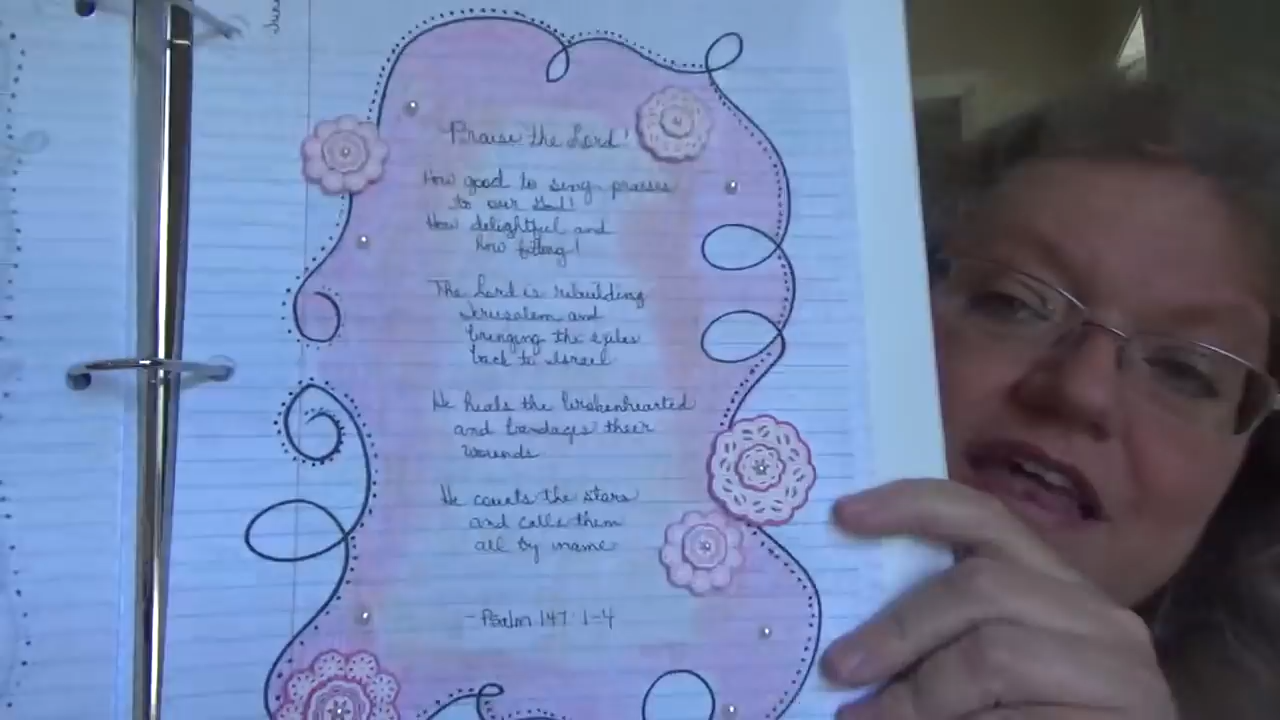 Praise the Lord!
How good to sing praises
to our God!
How delightful and
how fitting!
The Lord is rebuilding
Jerusalem and
bringing the exiles
back to Israel
He heals the brokenhearted
and bandages their
wounds
He counts the stars
and calls them
all by name
- Psalm 147:1-4